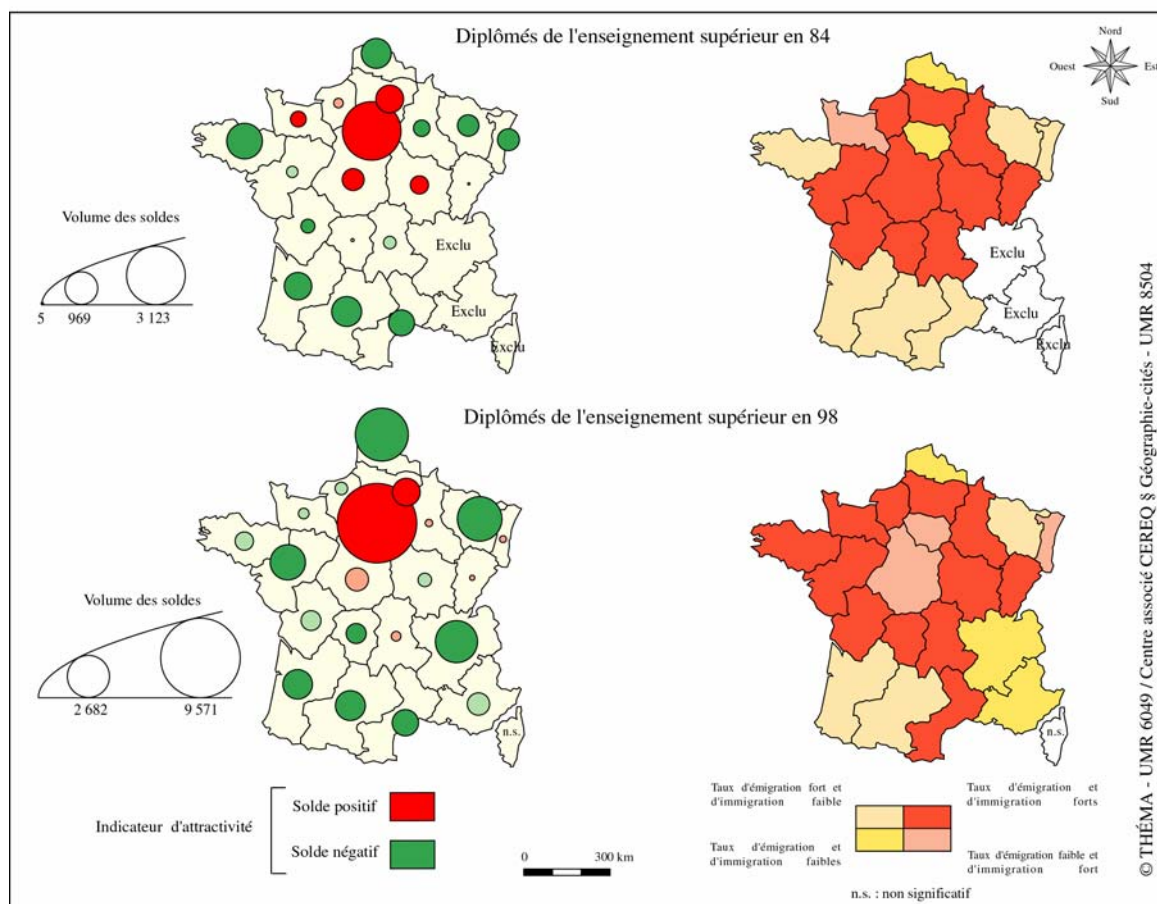 Diplômés de l'enseignement supérieur en 84
Nord
Ouest
Est
Sud
Volume des soldes
5
969
3 123
Exclu
Exclu
Exclu
Exclu
Exclu
Exclu
Diplômés de l'enseignement supérieur en 98
Volume des soldes
2 682
9 571
n.s.
n.s.
Indicateur d'attractivité
Solde positif
Solde négatif
0
300 km
Taux d'émigration fort et
d'immigration faible
Taux d'émigration et
d'immigration forts
Taux d'émigration et
d'immigration faibles
Taux d'émigration faible et
d'immigration fort
n.s. : non significatif
© THÉMA - UMR 6049 / Centre associé CEREQ § Géographie-cités - UMR 8504